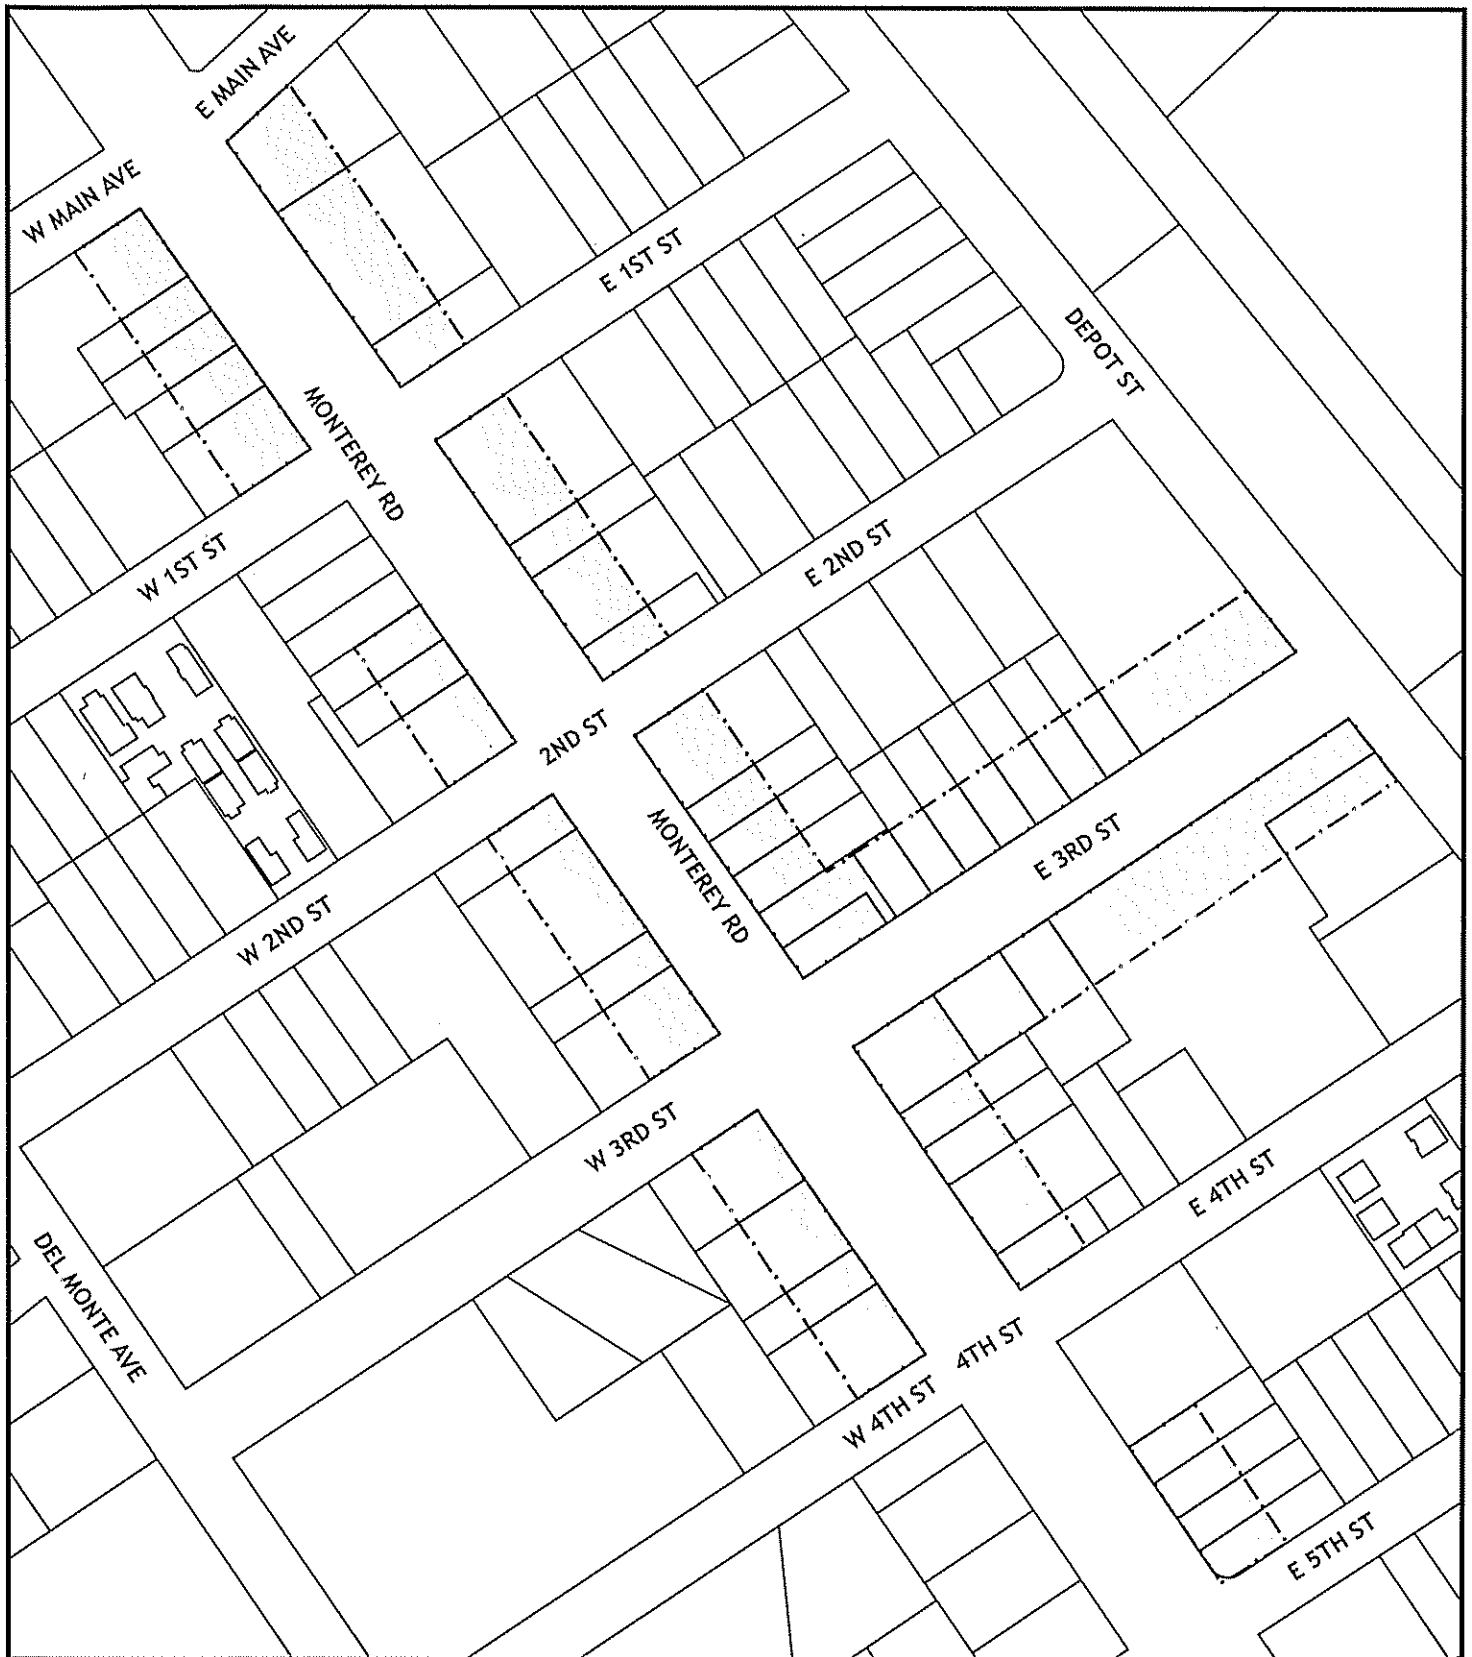 E MAIN AVE
W MAIN AVE
E 1ST ST
DEPOT ST
MONTEREY RD
W 1ST ST
E 2ND ST
2ND ST
MONTEREY RD
E 3RD ST
W 2ND ST
W 3RD ST
E 4TH ST
DEL MONTE AVE
4TH ST
W 4TH ST
E 5TH ST